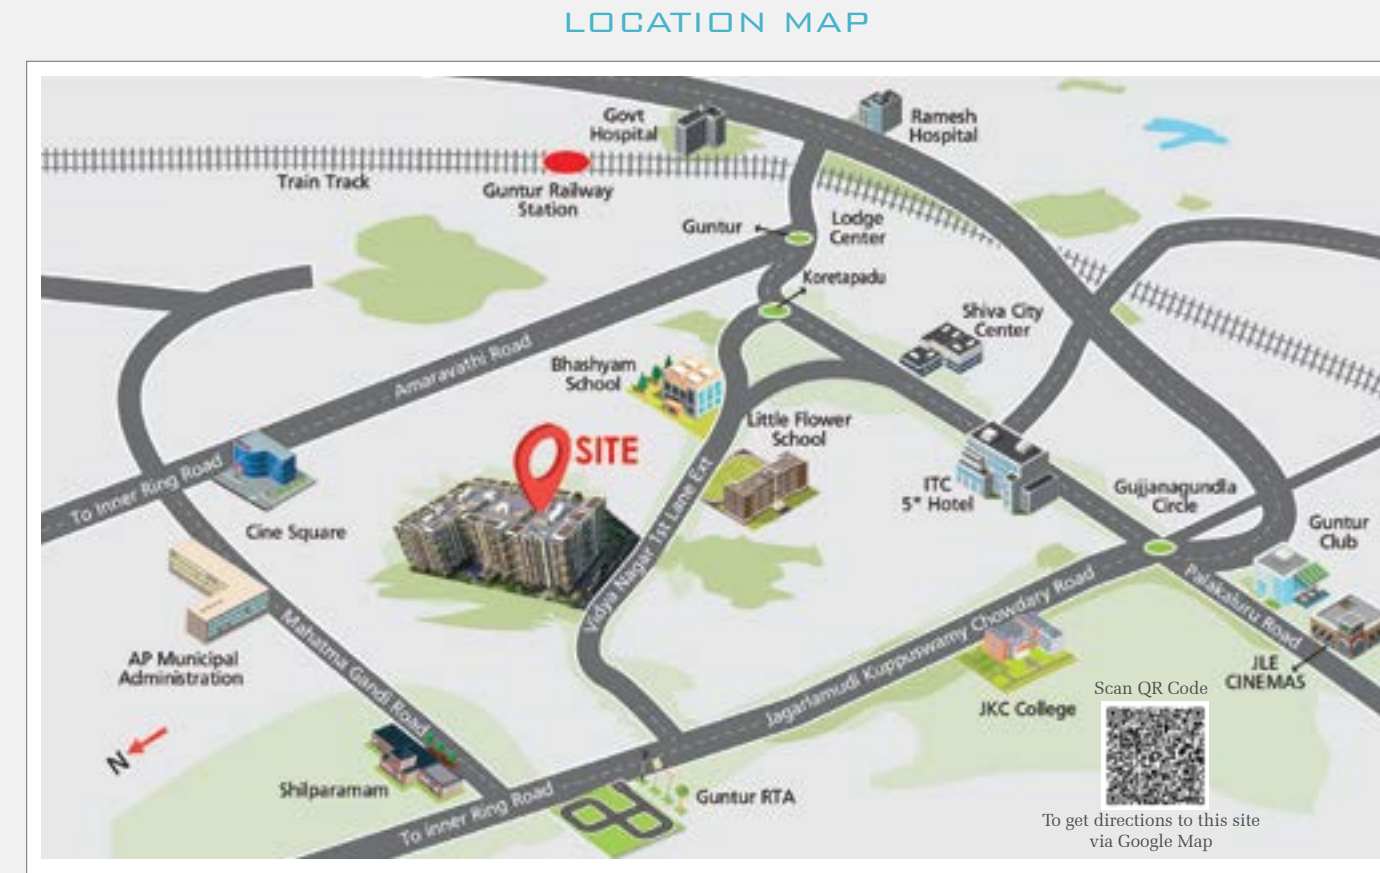 LOCATION MAP
Govt
Hospital
Ramesh
Hospital
Train Track
Guntur Railway
Station
Guntur
Lodge
Center
Koretapadu
Shiva City
Center
Amaravathi Road
Bhashyam
School
Little Flower
School
SITE
To Inner Ring Road
Cine Square
Vidya Nagar 1st Lane Ext
ITC
5* Hotel
Gujjanagundla
Circle
Guntur
Club
Palakaluru Road
Mahatma Gandi Road
AP Municipal
Administration
Jagarlamudi Kuppuswamy Chowdary Road
JLE
CINEMAS
JKC College
Scan QR Code
N
Shilparamam
Guntur RTA
To inner Ring Road
To get directions to this site
via Google Map